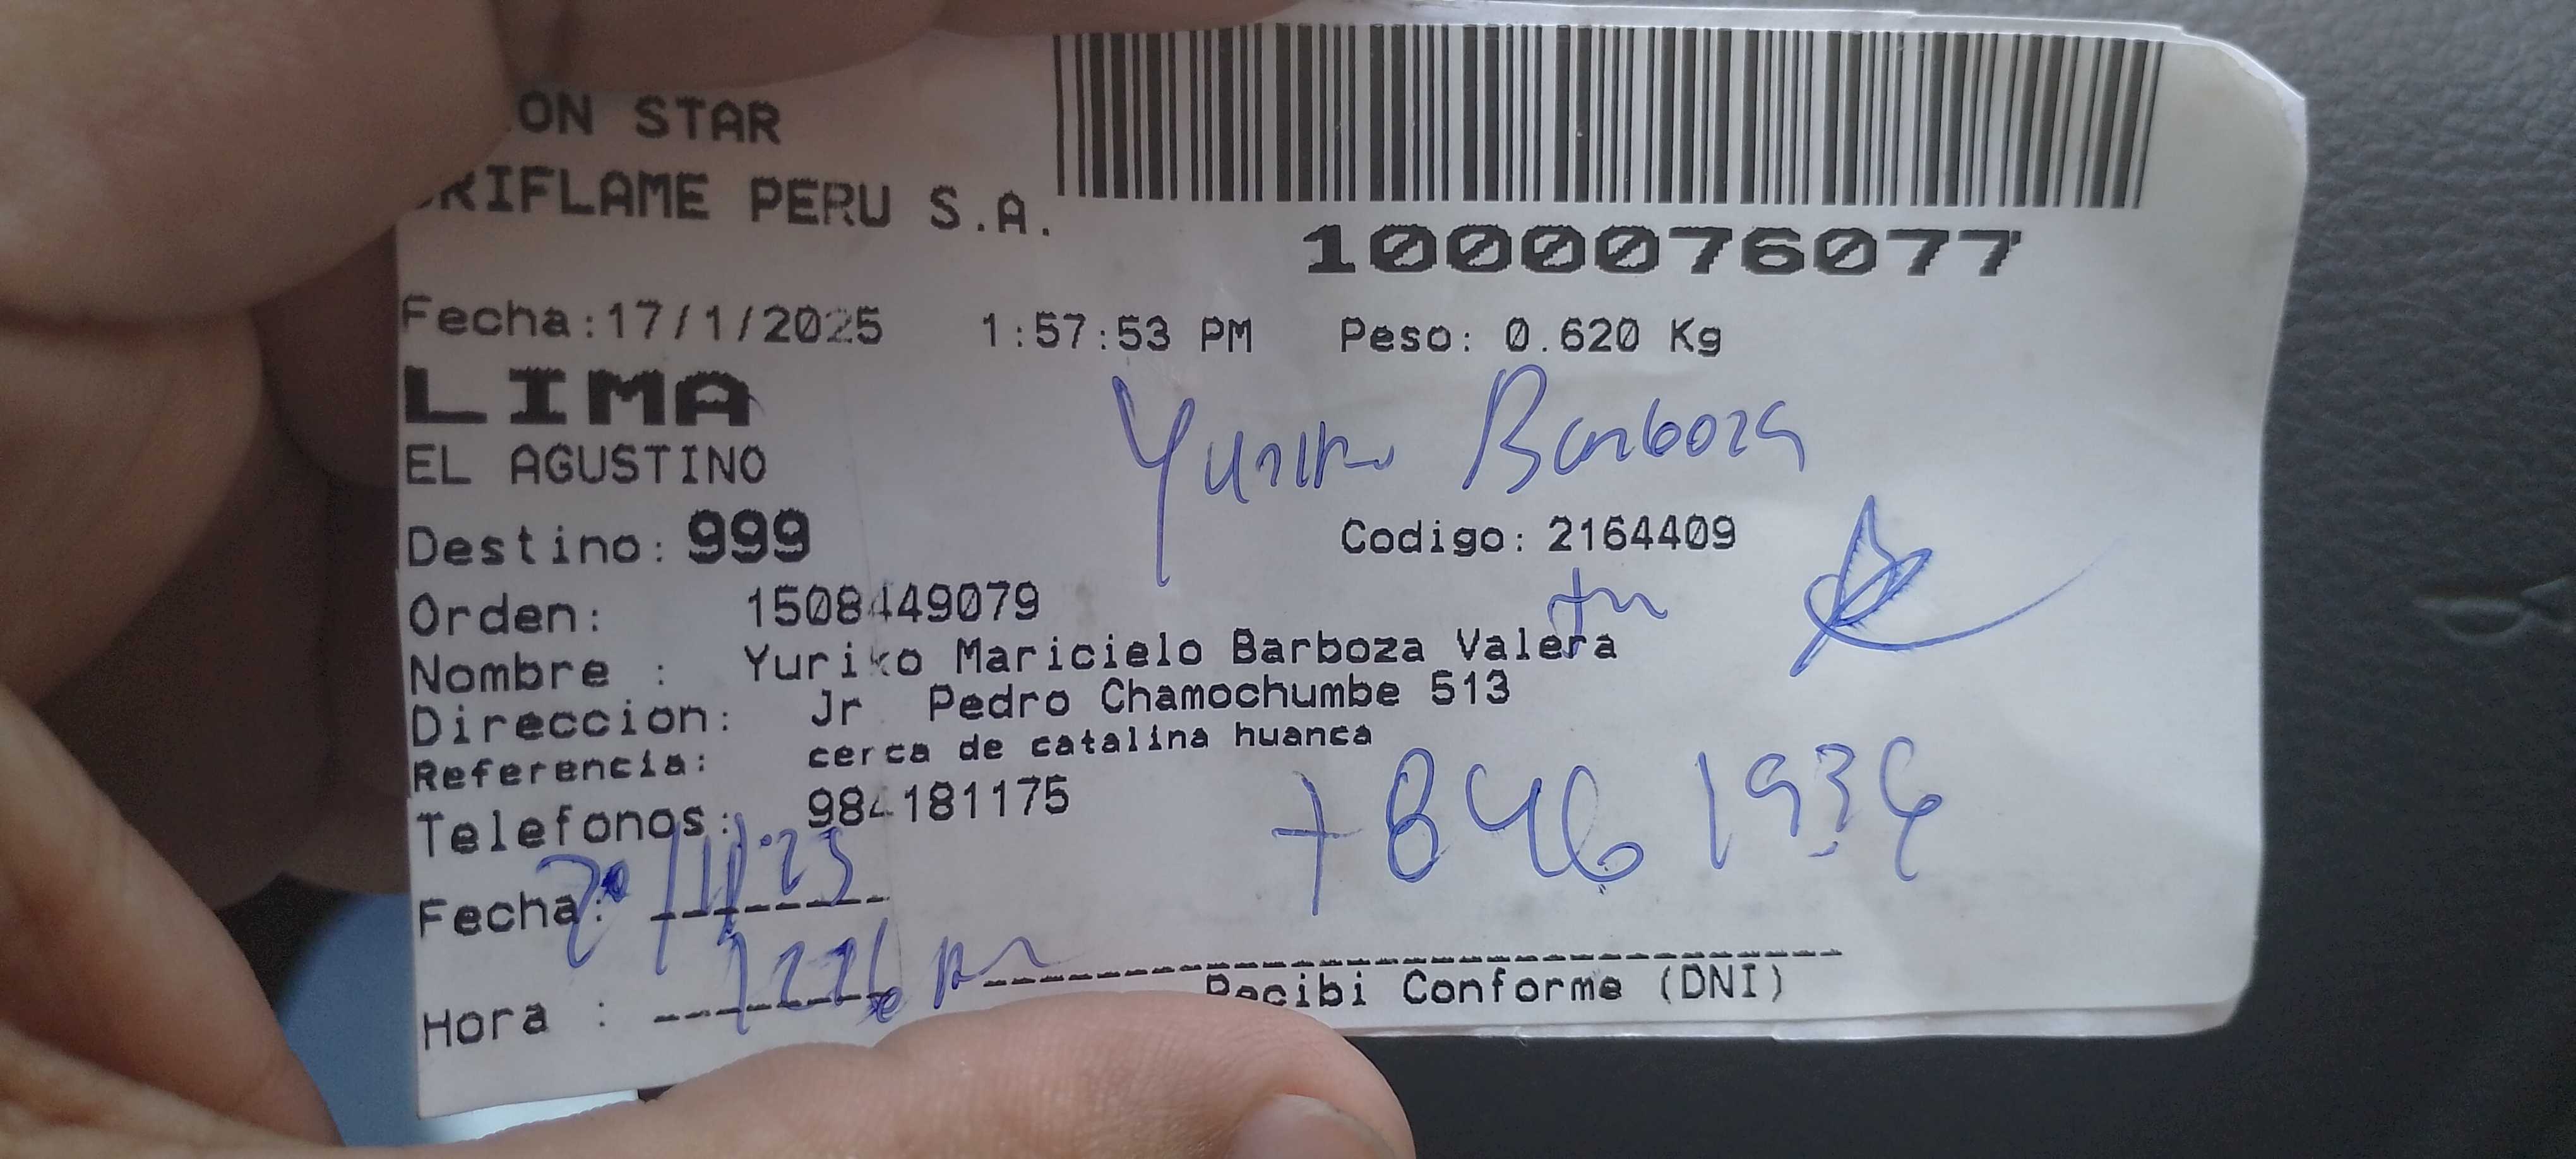 ON STAR
RIFLAME PERU S.A.
1000076077
Fecha:17/1/2025 1:57:53 PM Peso: 0.620 Kg
LIMA
Yuriko Barboza
EL AGUSTINO
Destino: 999 Codigo: 2164409
Orden: 1508449079
Nombre : Yuriko Maricielo Barboza Valera
Direccion: Jr Pedro Chamochumbe 513
Referencia: cerca de catalina huanca
Telefonos: 984181175
Fecha:
Hora :
Recibi Conforme (DNI)